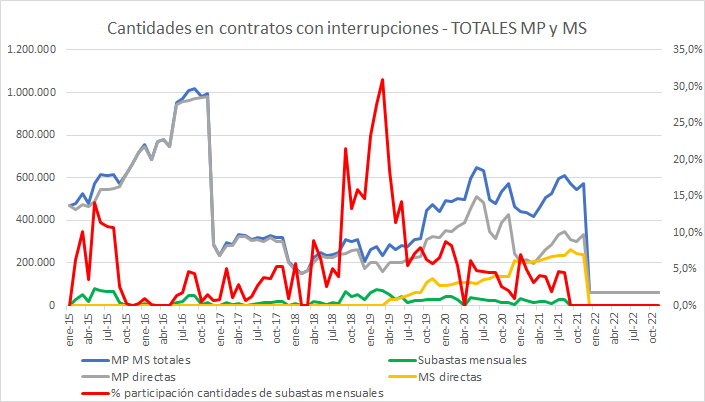 Cantidades en contratos con interrupciones - TOTALES MP y MS
1.200.000
1.000.000
800.000
600.000
400.000
200.000
0
35,0%
30,0%
25,0%
20,0%
15,0%
10,0%
5,0%
0,0%
ene-15
abr-15
jul-15
oct-15
ene-16
abr-16
jul-16
oct-16
ene-17
abr-17
jul-17
oct-17
ene-18
abr-18
jul-18
oct-18
ene-19
abr-19
jul-19
oct-19
ene-20
abr-20
jul-20
oct-20
ene-21
abr-21
jul-21
oct-21
ene-22
abr-22
jul-22
oct-22
MP MS totales
Subastas mensuales
MP directas
MS directas
% participación cantidades de subastas mensuales